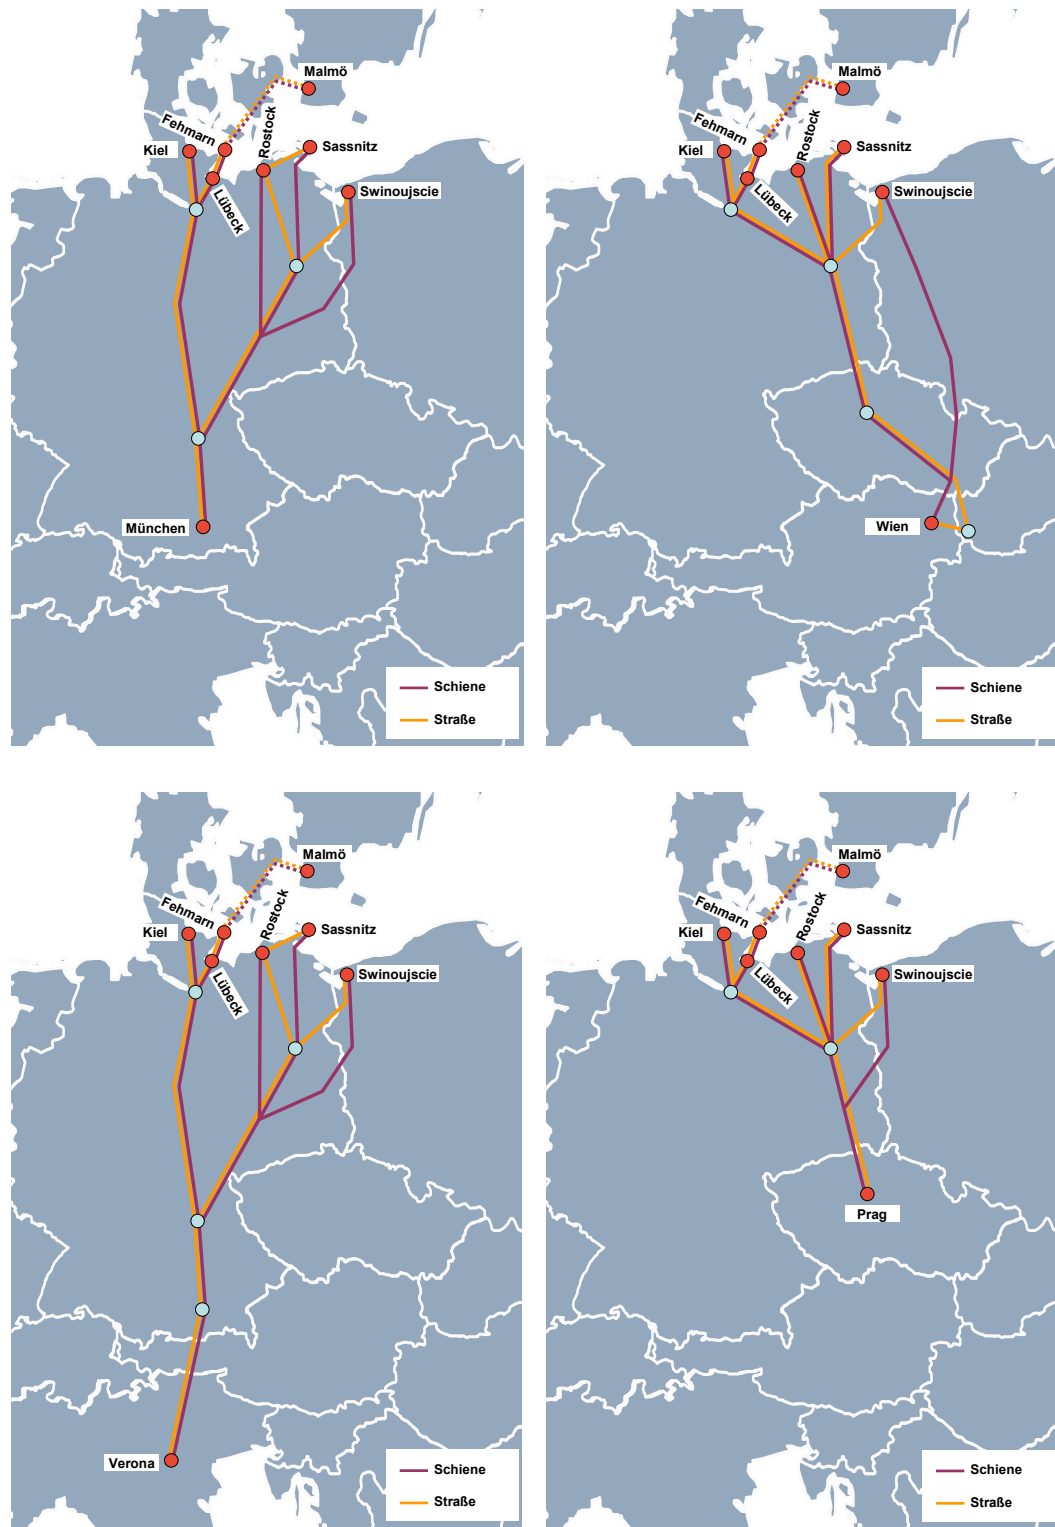 Malmö
Fehmarn
Rostock
Kiel
Sassnitz
Lübeck
Swinoujscie
München
Schiene
Straße
Malmö
Fehmarn
Rostock
Kiel
Sassnitz
Lübeck
Swinoujscie
Wien
Schiene
Straße
Malmö
Fehmarn
Rostock
Kiel
Sassnitz
Lübeck
Swinoujscie
Verona
Schiene
Straße
Malmö
Fehmarn
Rostock
Kiel
Sassnitz
Lübeck
Swinoujscie
Prag
Schiene
Straße